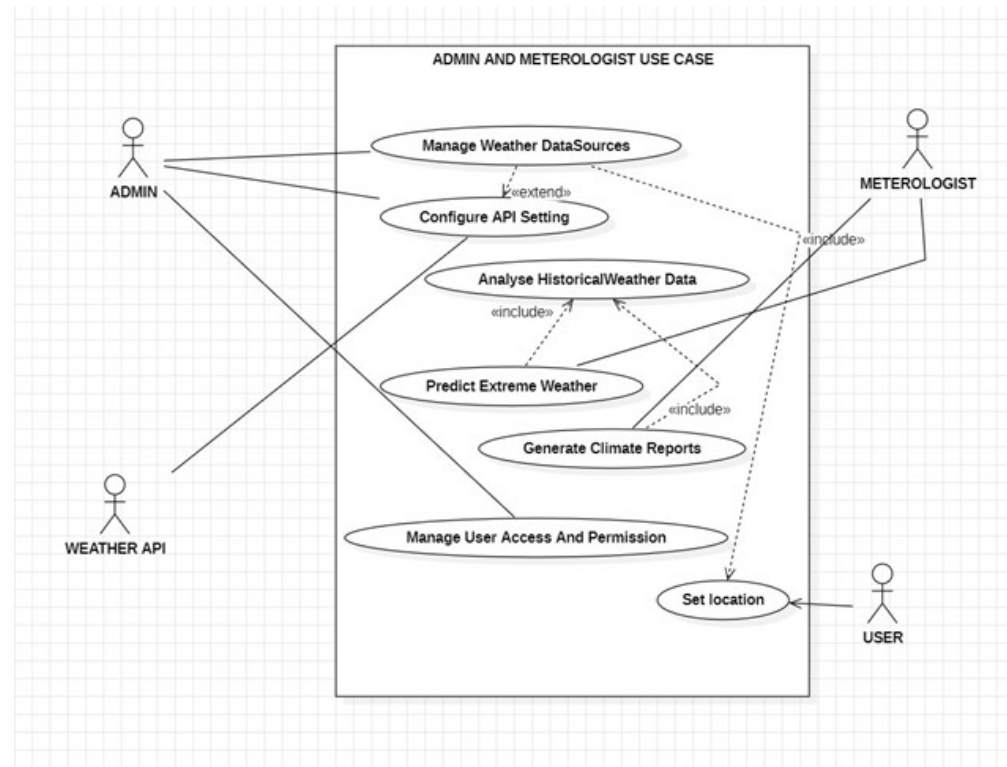 ADMIN AND METEROLOGIST USE CASE
Manage Weather DataSources
ADMIN
METEROLOGIST
«extend»
Configure API Setting
«include»
Analyse HistoricalWeather Data
«include»
Predict Extreme Weather
«include»
Generate Climate Reports
Manage User Access And Permission
WEATHER API
Set location
USER